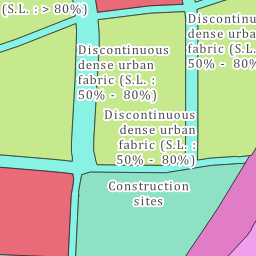 (S.L. : > 80%)
Discontinuous
dense urban
fabric (S.L. :
50% - 80%)
Discontinuous
dense urban
fabric (S.L.
50% - 80%)
Discontinuous
dense urban
fabric (S.L. :
50% - 80%)
Construction
sites